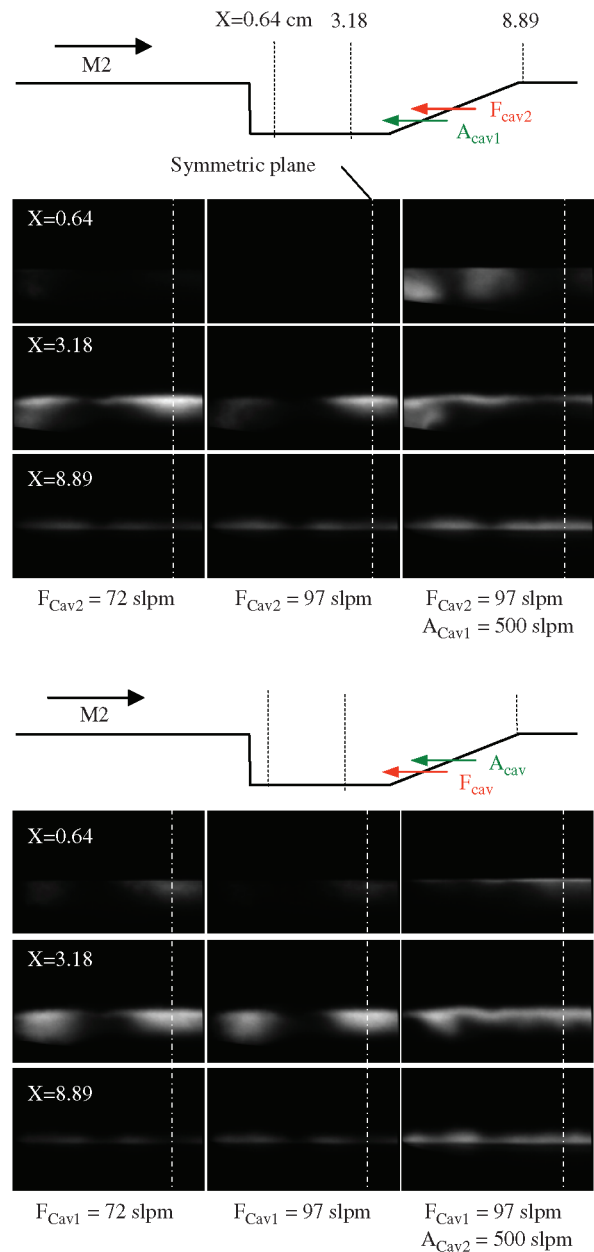 X=0.64 cm 3.18 8.89
M2
F_cav2
A_cav1
Symmetric plane
X=0.64
X=3.18
X=8.89
F_Cav2 = 72 slpm F_Cav2 = 97 slpm F_Cav2 = 97 slpm
A_Cav1 = 500 slpm
M2
A_cav
F_cav
X=0.64
X=3.18
X=8.89
F_Cav1 = 72 slpm F_Cav1 = 97 slpm F_Cav1 = 97 slpm
A_Cav2 = 500 slpm